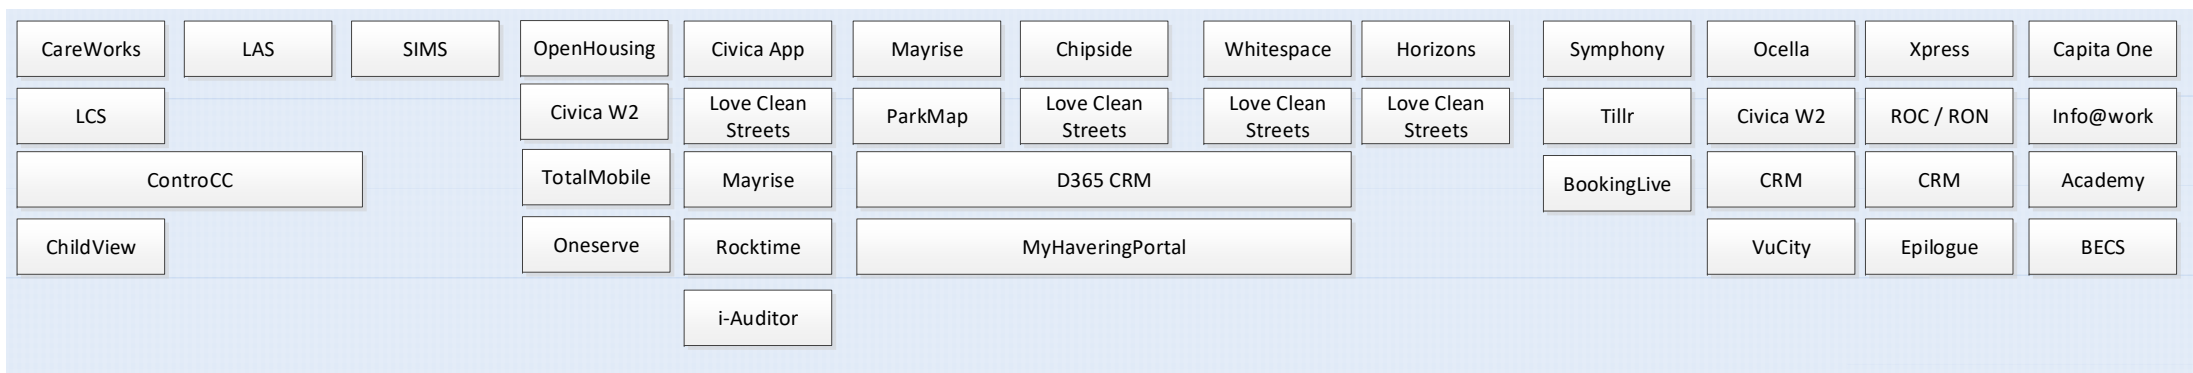 CareWorks
LAS
SIMS
OpenHousing
Civica App
Mayrise
Chipside
Whitespace
Horizons
Symphony
Ocella
Xpress
Capita One
LCS
Civica W2
Love Clean
Streets
ParkMap
Love Clean
Streets
Love Clean
Streets
Love Clean
Streets
Tillr
Civica W2
ROC / RON
Info@work
ControCC
TotalMobile
Mayrise
D365 CRM
BookingLive
CRM
CRM
Academy
ChildView
Oneserve
Rocktime
MyHaveringPortal
VuCity
Epilogue
BECS
i-Auditor